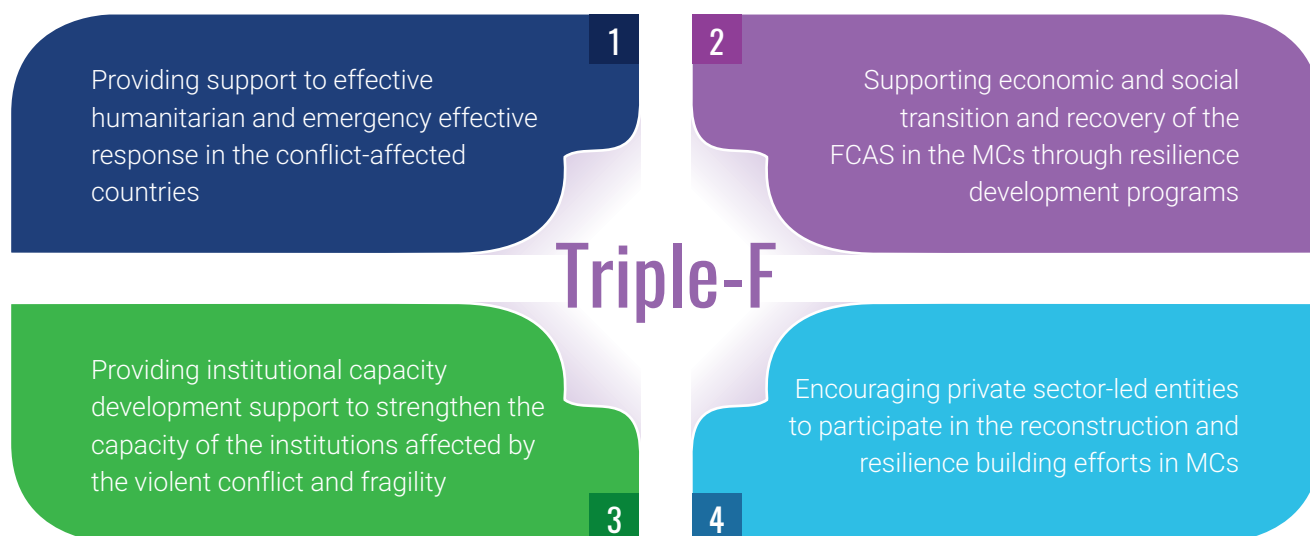 1
Providing support to effective
humanitarian and emergency effective
response in the conflict-affected
countries
2
Supporting economic and social
transition and recovery of the
FCAS in the MCs through resilience
development programs
Triple-F
Providing institutional capacity
development support to strengthen the
capacity of the institutions affected by
the violent conflict and fragility
3
Encouraging private sector-led entities
to participate in the reconstruction and
resilience building efforts in MCs
4